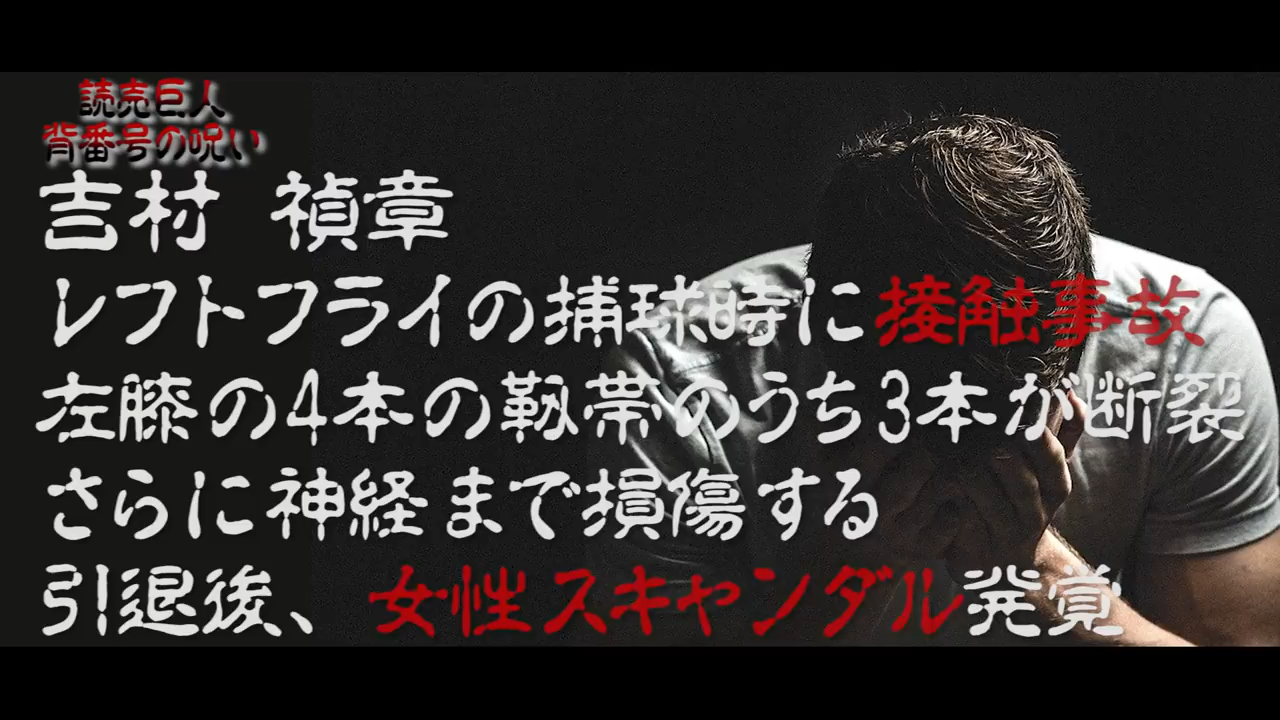 読売巨人
背番号の呪い
吉村 禎章
レフトフライの捕球時に接触事故
左膝の4本の靱帯のうち3本が断裂
さらに神経まで損傷する
引退後、女性スキャンダル発覚